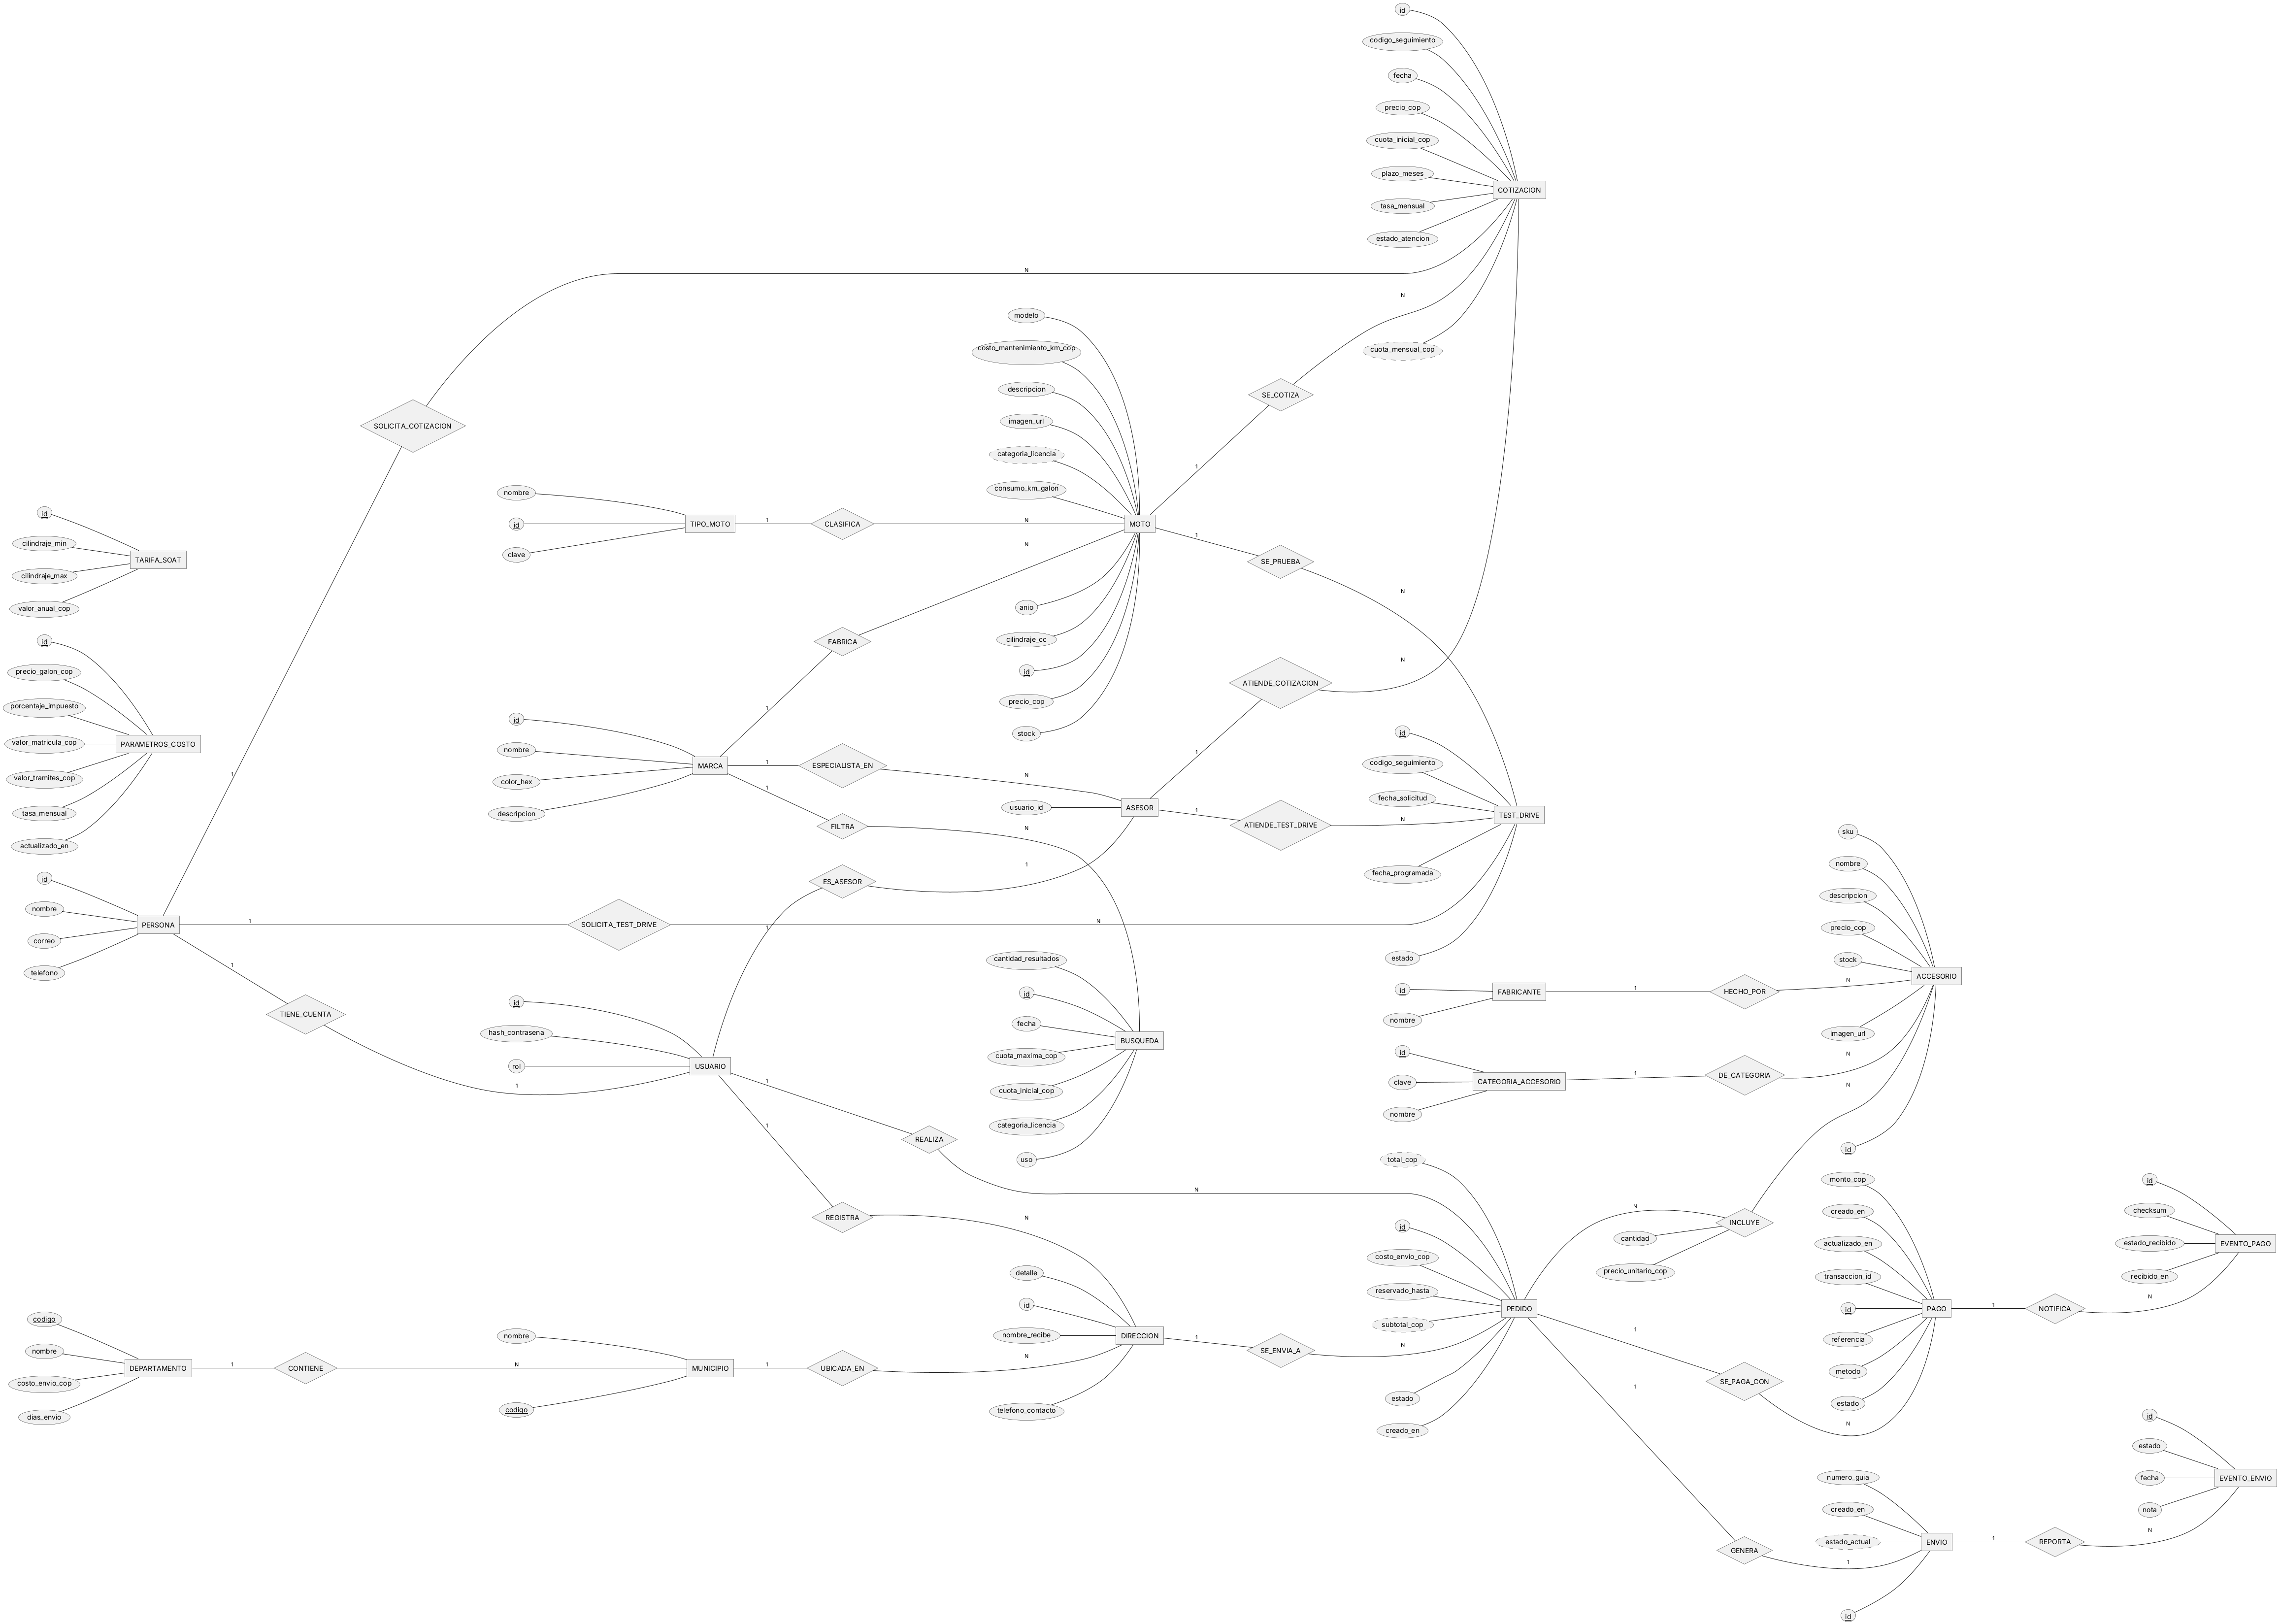 id
codigo_seguimiento
fecha
precio_cop
cuota_inicial_cop
plazo_meses
tasa_mensual
estado_atencion
COTIZACION
N
N
cuota_mensual_cop
SE_COTIZA
SOLICITA_COTIZACION
modelo
costo_mantenimiento_km_cop
descripcion
imagen_url
categoria_licencia
consumo_km_galon
MOTO
anio
cilindraje_cc
id
precio_cop
stock
1
nombre
id
clave
TIPO_MOTO
1
CLASIFICA
N
N
1
SE_PRUEBA
N
id
cilindraje_min
cilindraje_max
valor_anual_cop
TARIFA_SOAT
id
precio_galon_cop
porcentaje_impuesto
valor_matricula_cop
valor_tramites_cop
tasa_mensual
actualizado_en
PARAMETROS_COSTO
1
FABRICA
1
id
nombre
color_hex
descripcion
MARCA
1
ESPECIALISTA_EN
N
1
FILTRA
N
ATIENDE_COTIZACION
N
1
usuario_id
ASESOR
1
ATIENDE_TEST_DRIVE
N
id
codigo_seguimiento
fecha_solicitud
TEST_DRIVE
fecha_programada
estado
ES_ASESOR
1
1
id
nombre
correo
telefono
PERSONA
1
SOLICITA_TEST_DRIVE
N
1
TIENE_CUENTA
1
id
hash_contrasena
rol
USUARIO
1
REALIZA
N
1
REGISTRA
N
cantidad_resultados
id
fecha
cuota_maxima_cop
cuota_inicial_cop
categoria_licencia
uso
BUSQUEDA
sku
nombre
descripcion
precio_cop
stock
ACCESORIO
imagen_url
id
id
nombre
FABRICANTE
1
HECHO_POR
N
id
clave
nombre
CATEGORIA_ACCESORIO
1
DE_CATEGORIA
N
N
N
INCLUYE
cantidad
precio_unitario_cop
total_cop
id
costo_envio_cop
reservado_hasta
subtotal_cop
PEDIDO
estado
creado_en
detalle
id
nombre_recibe
DIRECCION
telefono_contacto
1
SE_ENVIA_A
N
codigo
nombre
costo_envio_cop
dias_envio
DEPARTAMENTO
1
CONTIENE
N
nombre
codigo
MUNICIPIO
1
UBICADA_EN
N
1
SE_PAGA_CON
N
monto_cop
creado_en
actualizado_en
transaccion_id
id
referencia
metodo
estado
PAGO
1
NOTIFICA
N
id
checksum
estado_recibido
recibido_en
EVENTO_PAGO
1
GENERA
1
numero_guia
creado_en
estado_actual
id
ENVIO
1
REPORTA
N
id
estado
fecha
nota
EVENTO_ENVIO